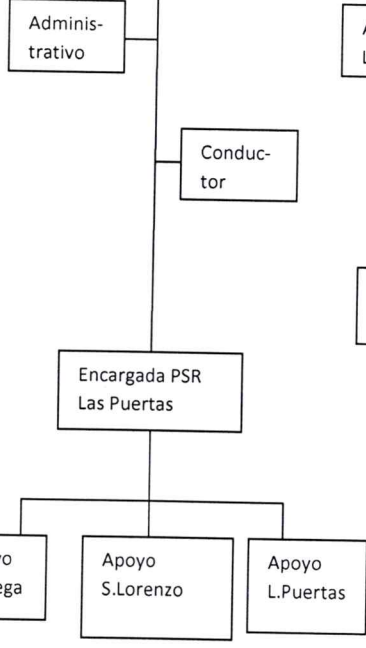 Adminis-
trativo
Conduc-
tor
Encargada PSR
Las Puertas
Apoyo
S.Lorenzo
Apoyo
L.Puertas